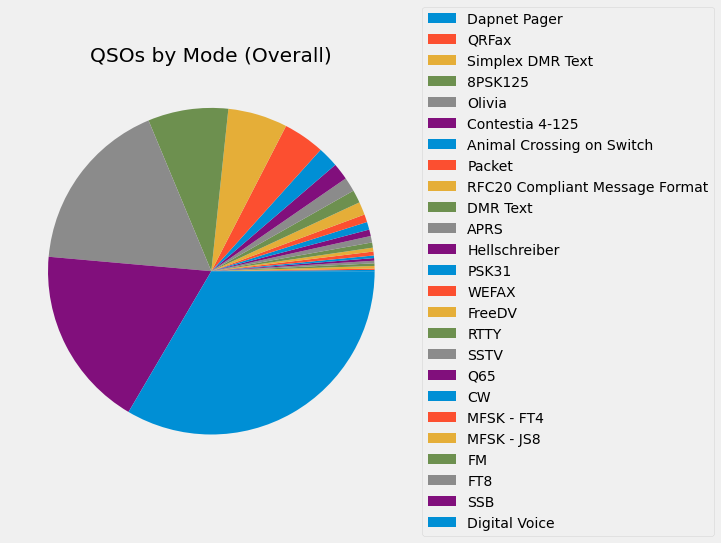 QSOs by Mode (Overall)
Dapnet Pager
QRFax
Simplex DMR Text
8PSK125
Olivia
Contestia 4-125
Animal Crossing on Switch
Packet
RFC20 Compliant Message Format
DMR Text
APRS
Hellschreiber
PSK31
WEFAX
FreeDV
RTTY
SSTV
Q65
CW
MFSK - FT4
MFSK - JS8
FM
FT8
SSB
Digital Voice